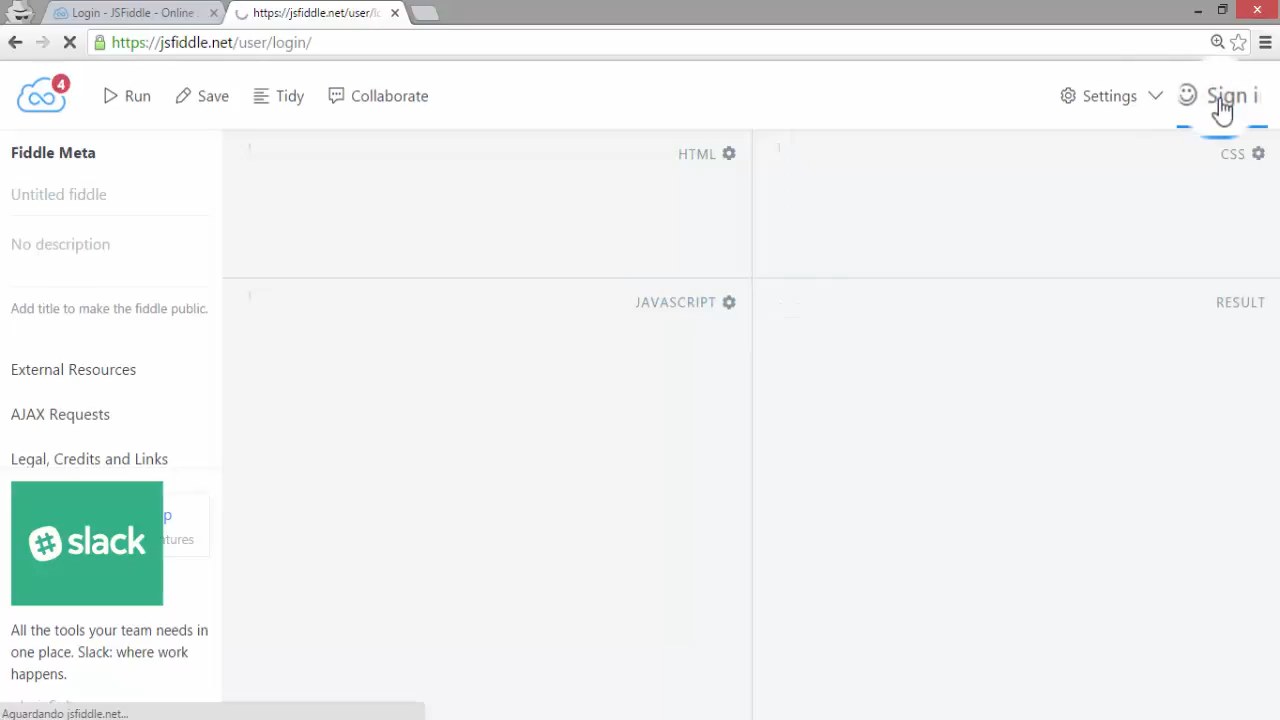 Login - JSFiddle - Online
https://jsfiddle.net/user/l
https://jsfiddle.net/user/login/
4
Run
Save
Tidy
Collaborate
Settings
Sign i
Fiddle Meta
Untitled fiddle
No description
Add title to make the fiddle public.
External Resources
AJAX Requests
Legal, Credits and Links
HTML
CSS
JAVASCRIPT
RESULT
slack
p
tures
All the tools your team needs in
one place. Slack: where work
happens.
Aguardando jsfiddle.net...